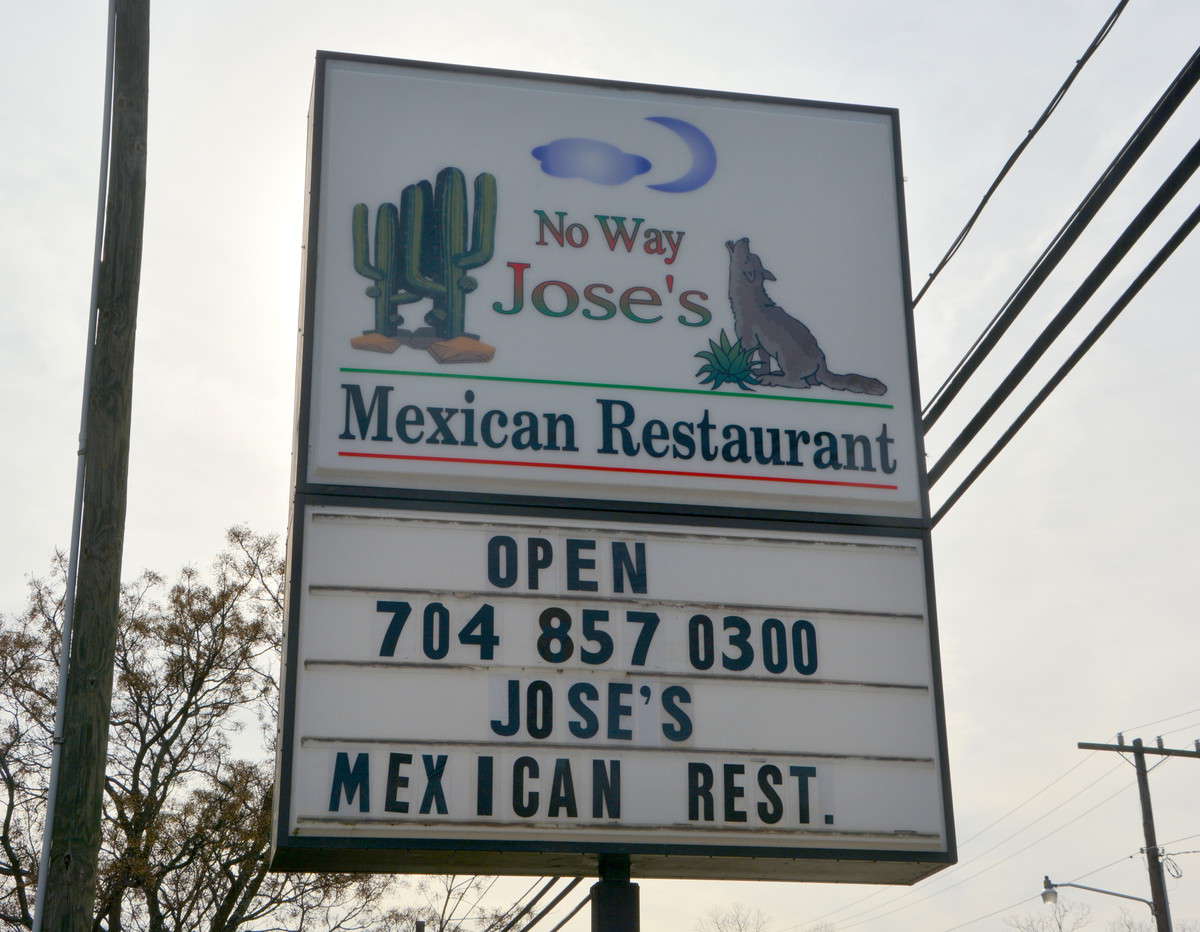 No Way
Jose's
Mexican Restaurant
OPEN
704 857 0300
JOSE'S
MEXICAN REST.